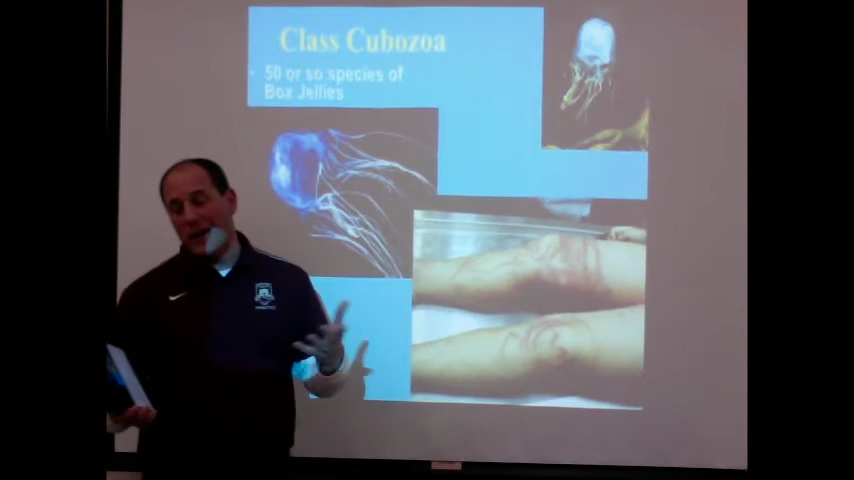 Class Cubozoa
• 50 or so species of
Box Jellies